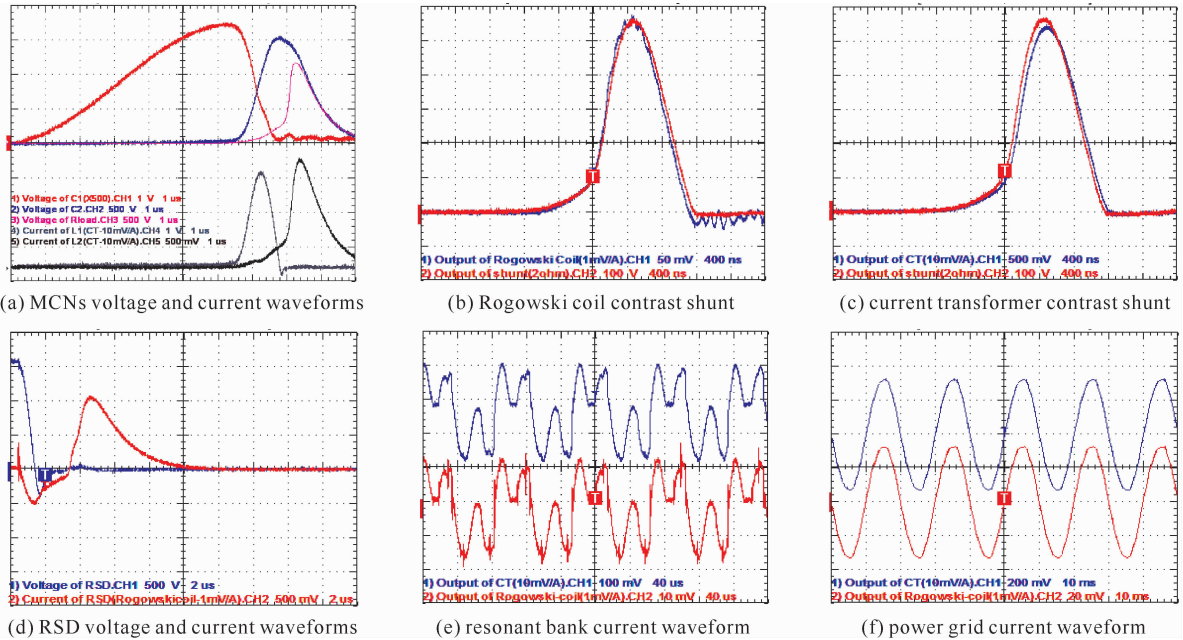 1) Voltage of C1(X500).CH1 1 V 1 us
2) Voltage of C2.CH2 500 V 1 us
3) Voltage of Rload.CH3 500 V 1 us
4) Current of L1(CT-10mV/A).CH4 1 V 1 us
5) Current of L2(CT-10mV/A).CH5 500 mV 1 us
(a) MCNs voltage and current waveforms
T
1) Output of Rogowski Coil(1mV/A).CH1 50 mV 400 ns
2) Output of shunt(2ohm).CH2 100 V 400 ns
(b) Rogowski coil contrast shunt
T
1) Output of CT(10mV/A).CH1 500 mV 400 ns
2) Output of shunt(2ohm).CH2 100 V 400 ns
(c) current transformer contrast shunt
T
1) Voltage of RSD.CH1 500 V 2 us
2) Current of RSD(Rogowskicoil-1mV/A).CH2 500 mV 2 us
(d) RSD voltage and current waveforms
T
1) Output of CT(10mV/A).CH1 100 mV 40 us
2) Output of Rogowski-coil(1mV/A).CH2 10 mV 40 us
(e) resonant bank current waveform
T
1) Output of CT(10mV/A).CH1 200 mV 10 ms
2) Output of Rogowski-coil(1mV/A).CH2 20 mV 10 ms
(f) power grid current waveform